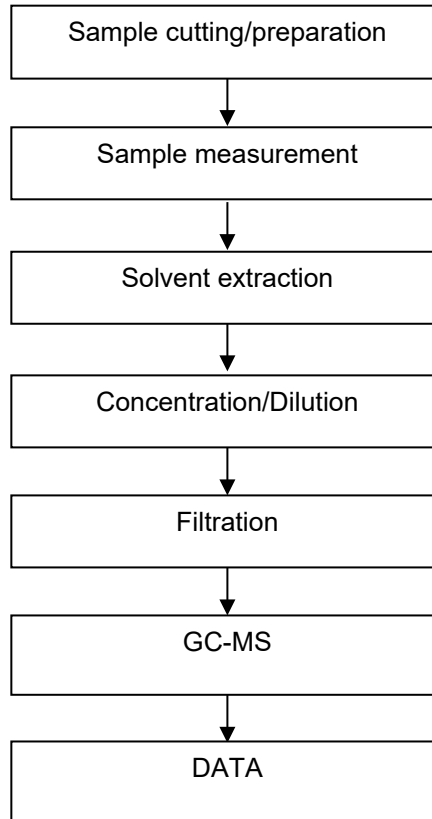 Sample cutting/preparation
Sample measurement
Solvent extraction
Concentration/Dilution
Filtration
GC-MS
DATA